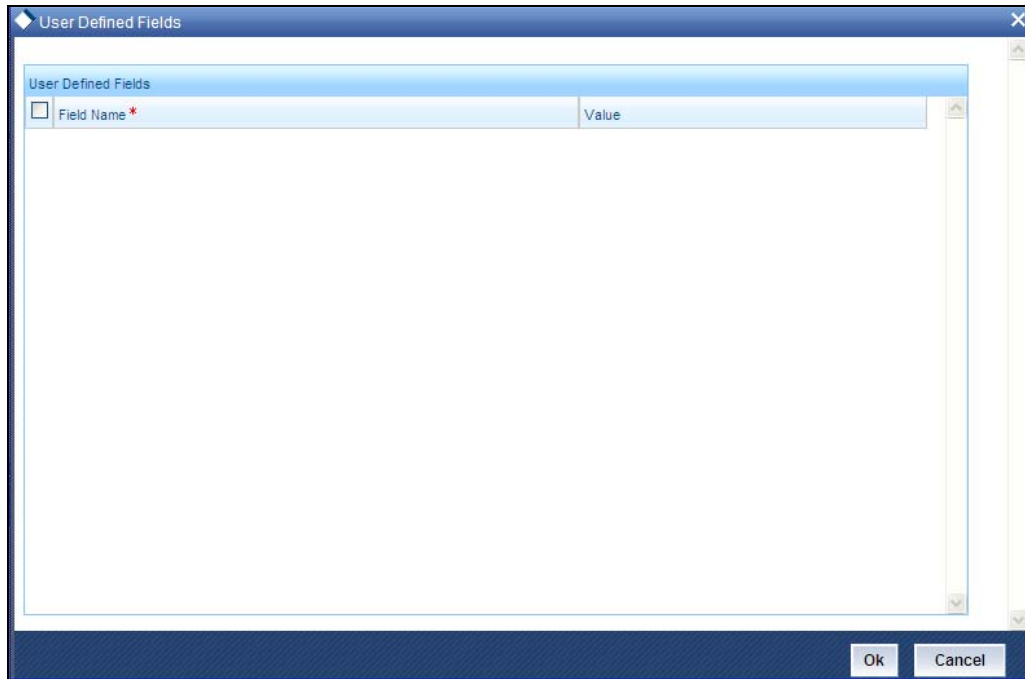 User Defined Fields
User Defined Fields
Field Name * Value
Ok Cancel